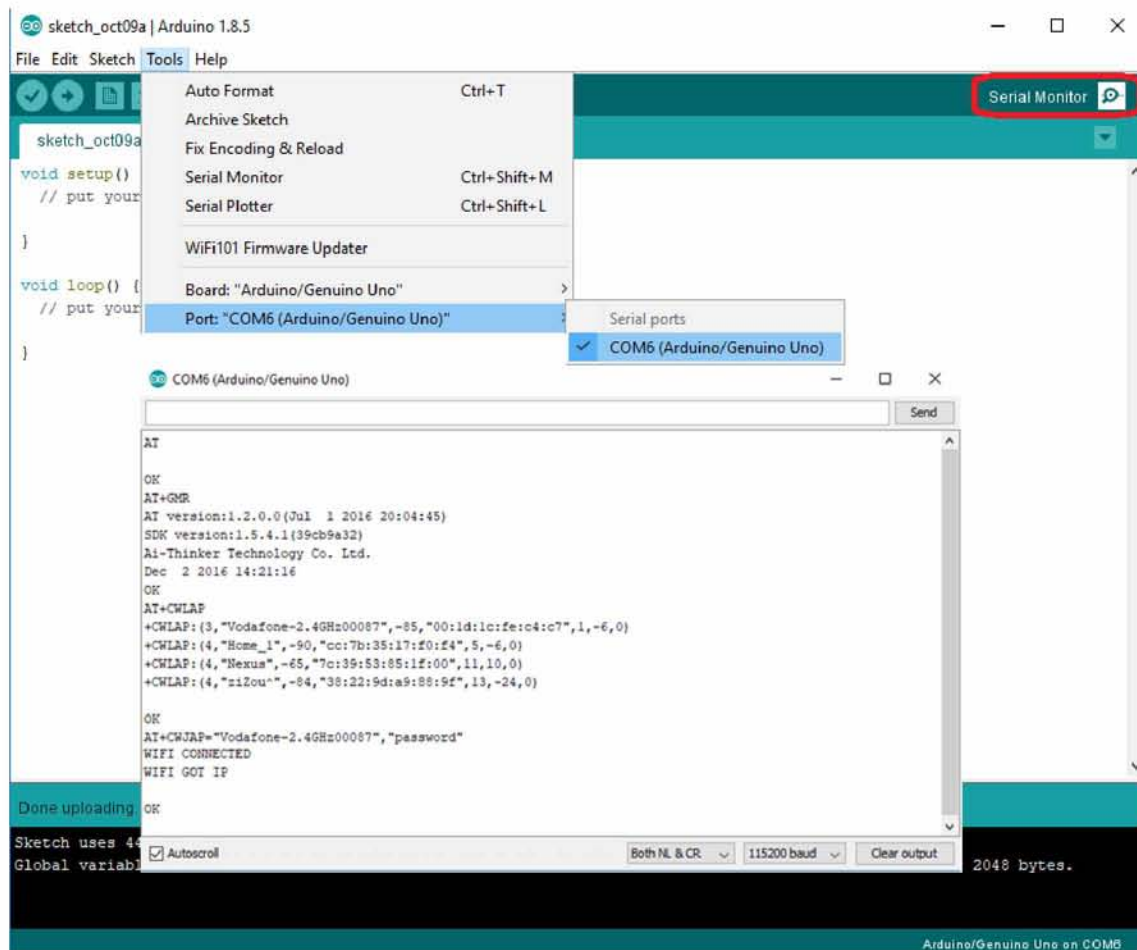 sketch_oct09a | Arduino 1.8.5
File Edit Sketch Tools Help
Serial Monitor
sketch_oct09a
Auto Format Ctrl+T
Archive Sketch
Fix Encoding & Reload
Serial Monitor Ctrl+Shift+M
Serial Plotter Ctrl+Shift+L
WiFi101 Firmware Updater
Board: "Arduino/Genuino Uno"
Port: "COM6 (Arduino/Genuino Uno)"
Serial ports
COM6 (Arduino/Genuino Uno)
void setup()
// put your
}
void loop() {
// put your
}
COM6 (Arduino/Genuino Uno)
Send
AT
OK
AT+GMR
AT version:1.2.0.0(Jul 1 2016 20:04:45)
SDK version:1.5.4.1(39cb9a32)
Ai-Thinker Technology Co. Ltd.
Dec 2 2016 14:21:16
OK
AT+CWLAP
+CWLAP:(3,"Vodafone-2.4GHz00087",-85,"00:1d:1c:fe:c4:c7",1,-6,0)
+CWLAP:(4,"Home_1",-90,"cc:7b:35:17:f0:f4",5,-6,0)
+CWLAP:(4,"Nexus",-65,"7c:39:53:85:1f:00",11,10,0)
+CWLAP:(4,"ziZou^",-84,"38:22:9d:a9:88:9f",13,-24,0)
OK
AT+CWJAP="Vodafone-2.4GHz00087","password"
WIFI CONNECTED
WIFI GOT IP
OK
Autoscroll Both NL & CR 115200 baud Clear output
Done uploading.
Sketch uses 44
Global variabl 2048 bytes.
Arduino/Genuino Uno on COM6